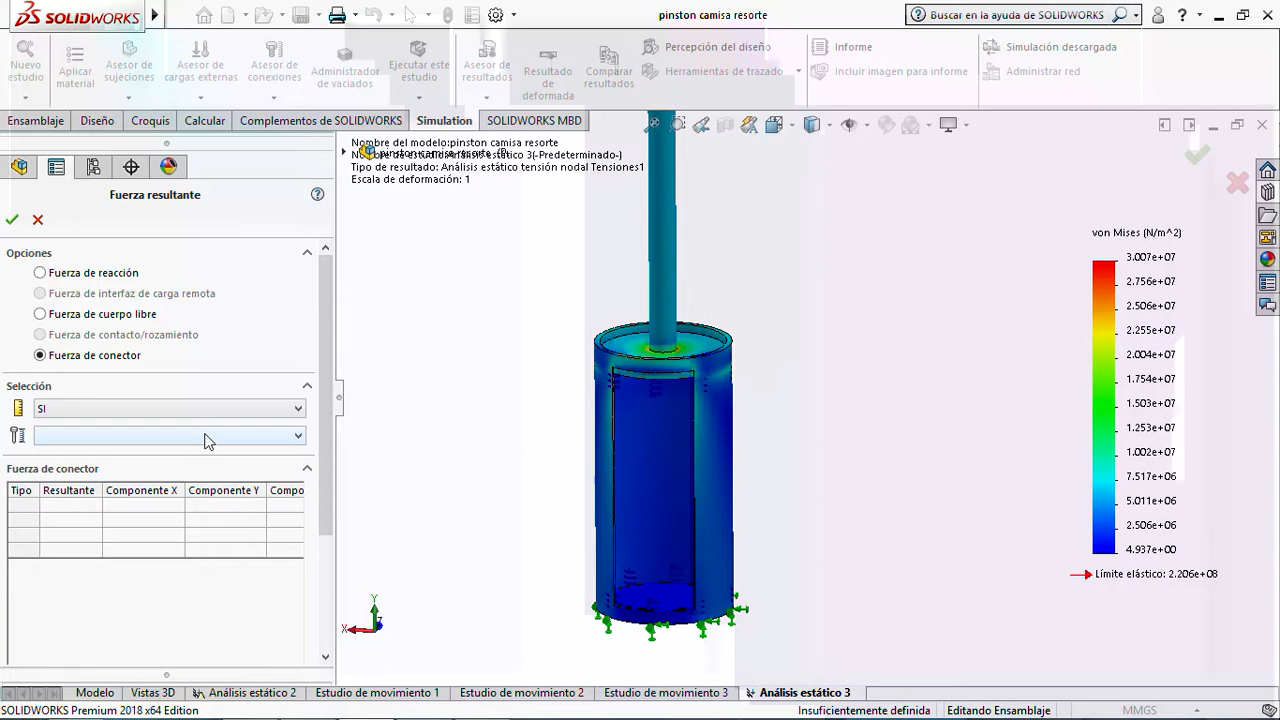 SOLIDWORKS
pinston camisa resorte
Buscar en la ayuda de SOLIDWORKS
Nuevo estudio
Aplicar material
Asesor de sujeciones
Asesor de cargas externas
Asesor de conexiones
Administrador de vaciados
Ejecutar este estudio
Asesor de resultados
Resultado de deformada
Comparar resultados
Percepción del diseño
Herramientas de trazado
Informe
Incluir imagen para informe
Simulación descargada
Administrar red
Ensamblaje
Diseño
Croquis
Calcular
Complementos de SOLIDWORKS
Simulation
SOLIDWORKS MBD
Nombre del modelo:pinston camisa resorte
Nombre de estudio:Análisis estático 3(-Predeterminado-)
Tipo de resultado: Análisis estático tensión nodal Tensiones1
Escala de deformación: 1
Fuerza resultante
Opciones
Fuerza de reacción
Fuerza de interfaz de carga remota
Fuerza de cuerpo libre
Fuerza de contacto/rozamiento
Fuerza de conector
Selección
SI
Fuerza de conector
Tipo Resultante Componente X Componente Y Compo
von Mises (N/m^2)
3.007e+07
2.756e+07
2.506e+07
2.255e+07
2.004e+07
1.754e+07
1.503e+07
1.253e+07
1.002e+07
7.517e+06
5.011e+06
2.506e+06
4.937e+00
Límite elástico: 2.206e+08
Y
X
Z
Modelo
Vistas 3D
Análisis estático 2
Estudio de movimiento 1
Estudio de movimiento 2
Estudio de movimiento 3
Análisis estático 3
SOLIDWORKS Premium 2018 x64 Edition
Insuficientemente definida
Editando Ensamblaje
MMGS